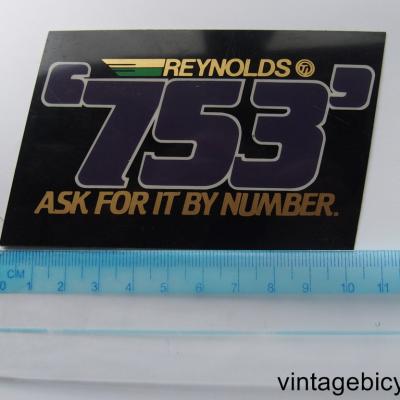 REYNOLDS
'753'
ASK FOR IT BY NUMBER.
CM
0 1 2 3 4 5 6 7 8 9 10 11
vintagebicy